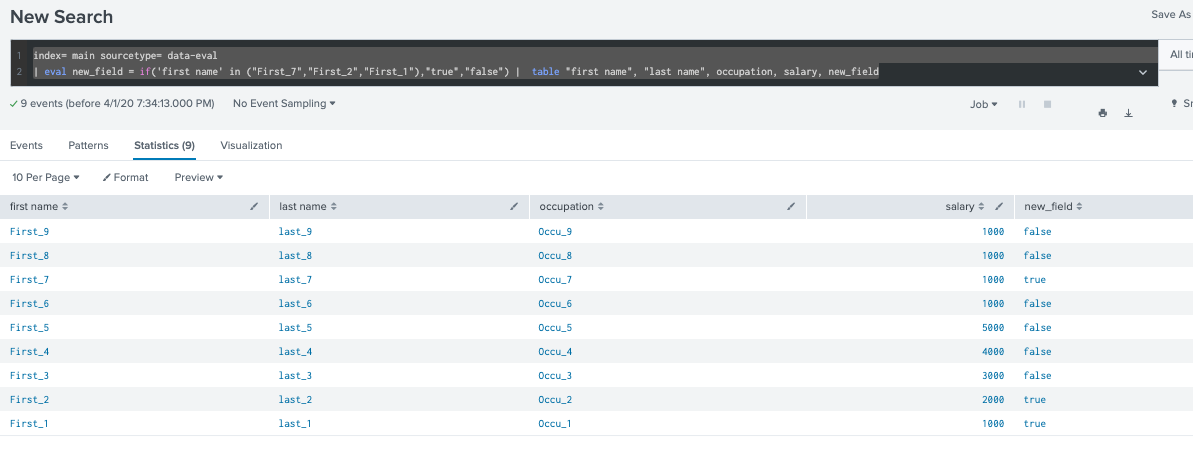 New Search
Save As
1 index= main sourcetype= data-eval
All ti
2 | eval new_field = if('first name' in ("First_7","First_2","First_1"),"true","false") | table "first name", "last name", occupation, salary, new_field
9 events (before 4/1/20 7:34:13.000 PM) No Event Sampling Job Sm
Events Patterns Statistics (9) Visualization
10 Per Page Format Preview
first name last name occupation salary new_field
First_9 last_9 Occu_9 1000 false
First_8 last_8 Occu_8 1000 false
First_7 last_7 Occu_7 1000 true
First_6 last_6 Occu_6 1000 false
First_5 last_5 Occu_5 5000 false
First_4 last_4 Occu_4 4000 false
First_3 last_3 Occu_3 3000 false
First_2 last_2 Occu_2 2000 true
First_1 last_1 Occu_1 1000 true